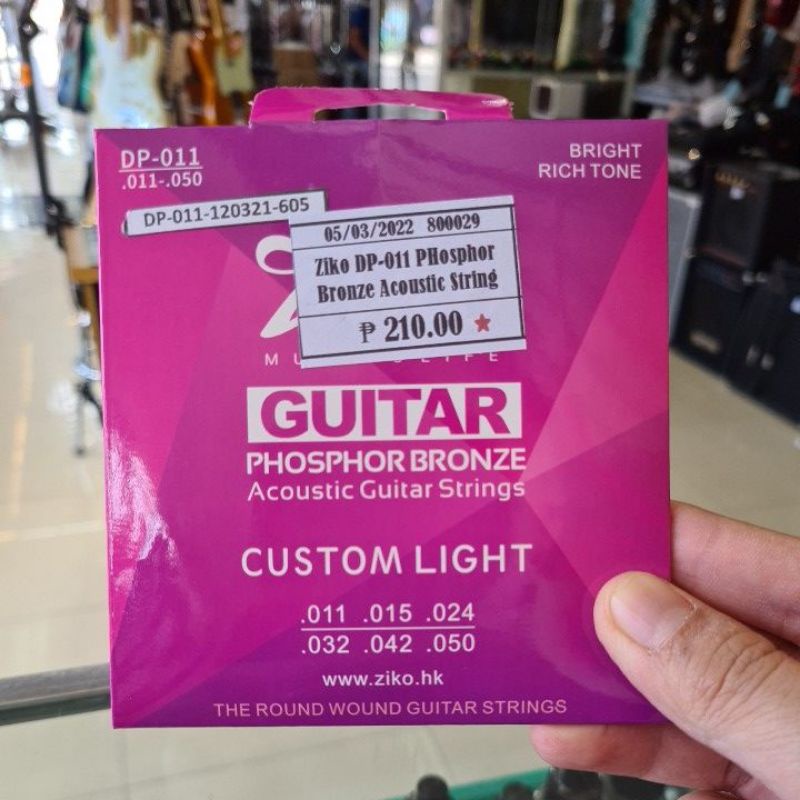 DP-011
.011-.050
BRIGHT
RICH TONE
DP-011-120321-605
05/03/2022 800029
Ziko DP-011 PHosphor
Bronze Acoustic String
₱ 210.00 ★
GUITAR
PHOSPHOR BRONZE
Acoustic Guitar Strings
CUSTOM LIGHT
.011 .015 .024
.032 .042 .050
www.ziko.hk
THE ROUND WOUND GUITAR STRINGS